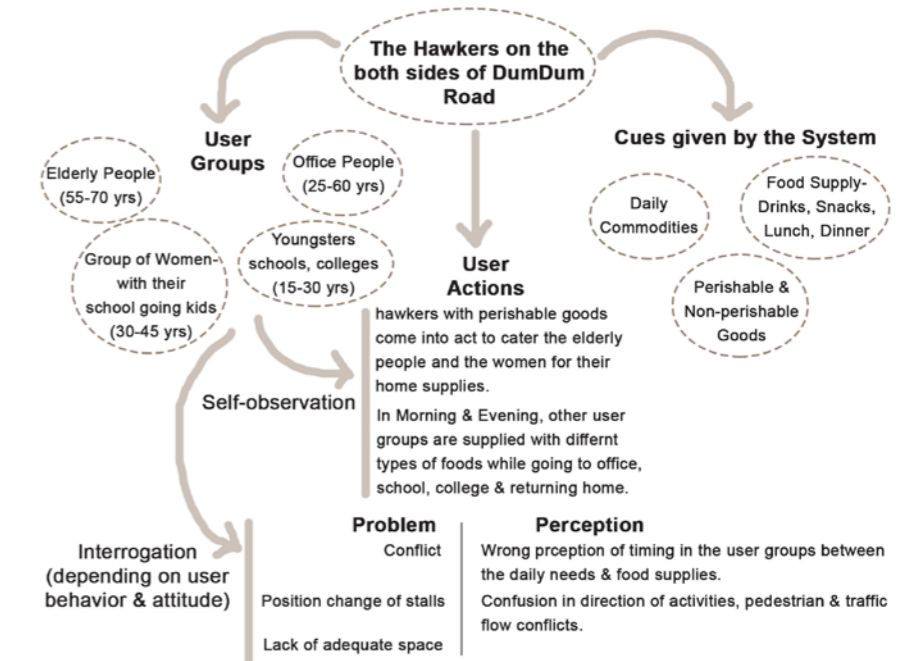 The Hawkers on the
both sides of DumDum
Road
User
Groups
Elderly People
(55-70 yrs)
Office People
(25-60 yrs)
Group of Women-
with their
school going kids
(30-45 yrs)
Youngsters
schools, colleges
(15-30 yrs)
Cues given by the System
Daily
Commodities
Food Supply-
Drinks, Snacks,
Lunch, Dinner
Perishable &
Non-perishable
Goods
User
Actions
hawkers with perishable goods
come into act to cater the elderly
people and the women for their
home supplies.
In Morning & Evening, other user
groups are supplied with differnt
types of foods while going to office,
school, college & returning home.
Self-observation
Interrogation
(depending on user
behavior & attitude)
Problem
Conflict
Position change of stalls
Lack of adequate space
Perception
Wrong prception of timing in the user groups between
the daily needs & food supplies.
Confusion in direction of activities, pedestrian & traffic
flow conflicts.